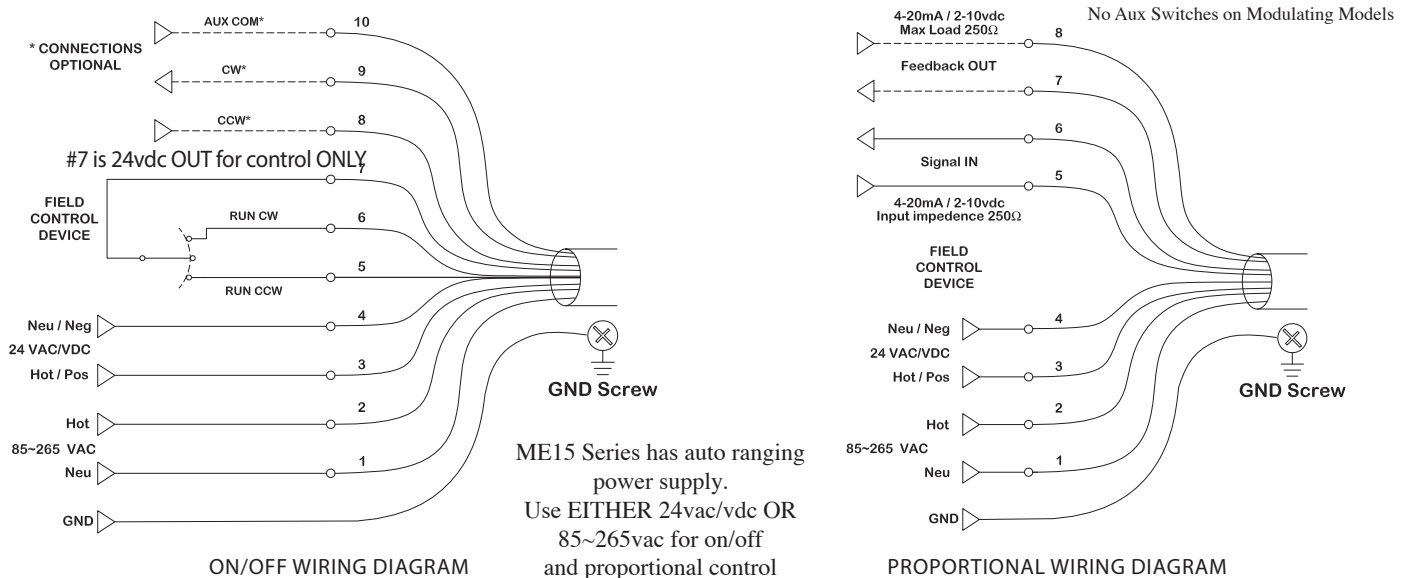 AUX COM*
10
* CONNECTIONS
OPTIONAL
CW*
9
CCW*
8
#7 is 24vdc OUT for control ONLY
7
FIELD
CONTROL
DEVICE
RUN CW
6
5
RUN CCW
Neu / Neg
4
24 VAC/VDC
Hot / Pos
3
Hot
2
85~265 VAC
Neu
1
GND
GND Screw
ON/OFF WIRING DIAGRAM
ME15 Series has auto ranging
power supply.
Use EITHER 24vac/vdc OR
85~265vac for on/off
and proportional control
4-20mA / 2-10vdc
Max Load 250Ω
8
No Aux Switches on Modulating Models
Feedback OUT
7
6
Signal IN
5
4-20mA / 2-10vdc
Input impedence 250Ω
FIELD
CONTROL
DEVICE
Neu / Neg
4
24 VAC/VDC
Hot / Pos
3
Hot
2
85~265 VAC
Neu
1
GND
GND Screw
PROPORTIONAL WIRING DIAGRAM